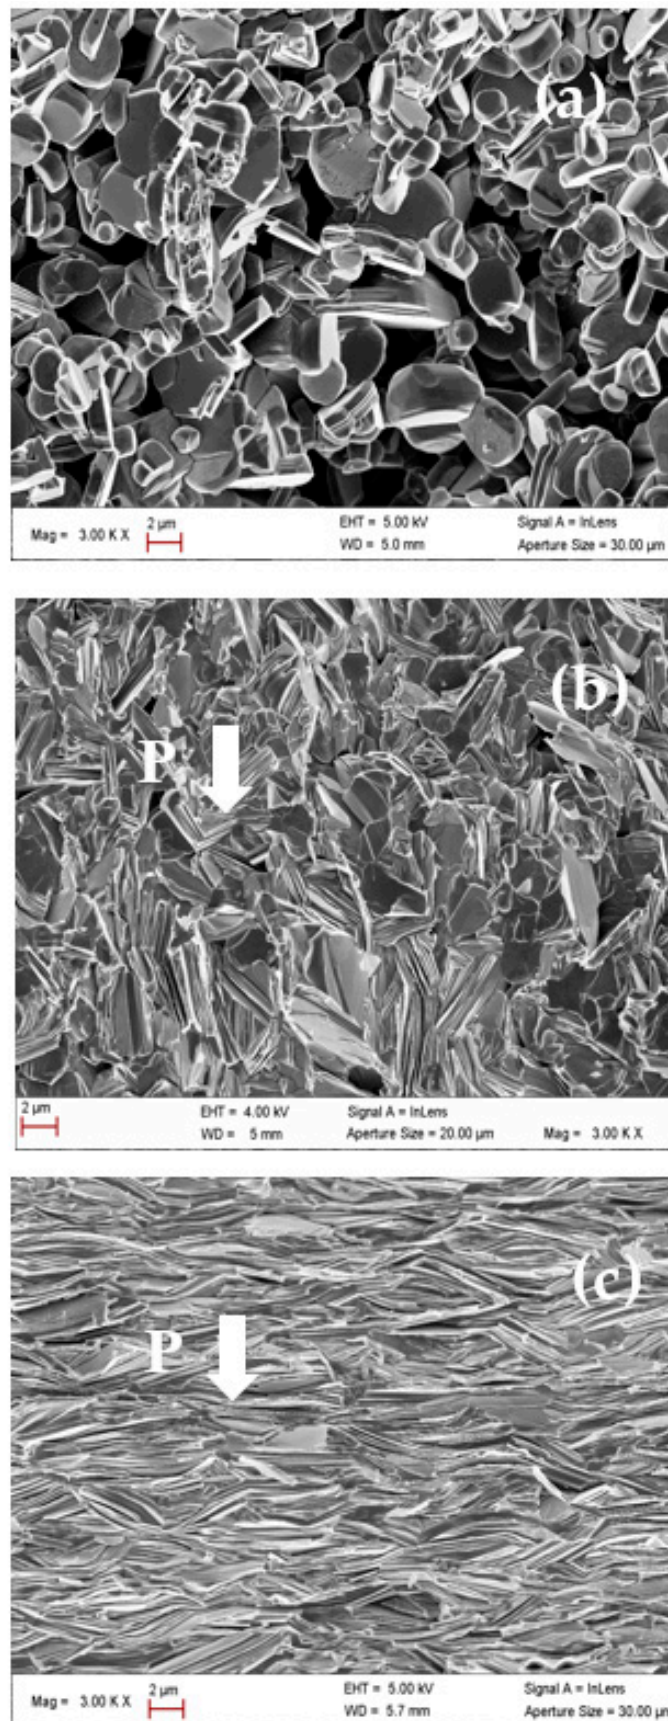 (a)
Mag = 3.00 K X 2 µm EHT = 5.00 kV Signal A = InLens
WD = 5.0 mm Aperture Size = 30.00 µm
(b)
P
2 µm EHT = 4.00 kV Signal A = InLens
WD = 5 mm Aperture Size = 20.00 µm Mag = 3.00 K X
(c)
P
Mag = 3.00 K X 2 µm EHT = 5.00 kV Signal A = InLens
WD = 5.7 mm Aperture Size = 30.00 µm